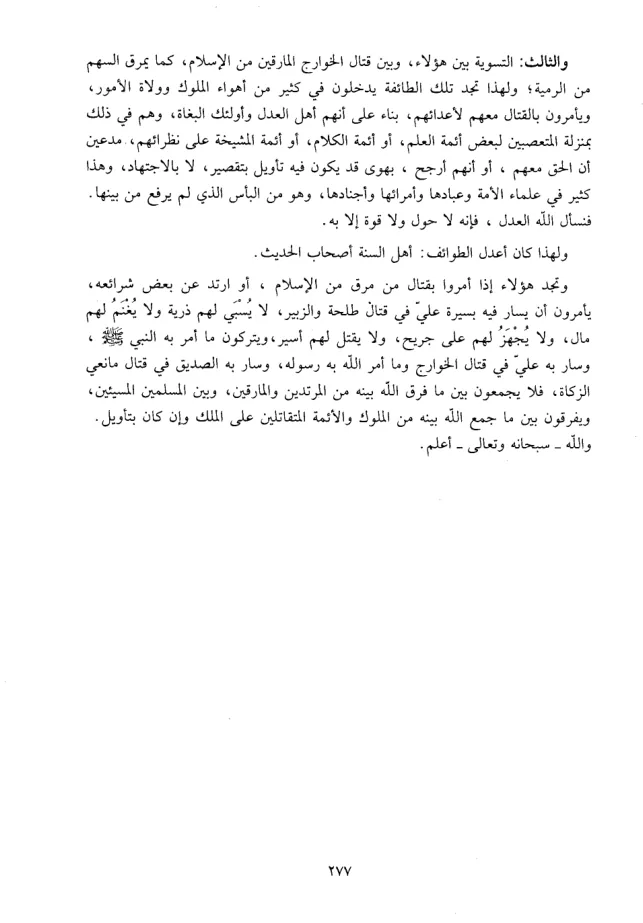 والثالث: التسوية بين هؤلاء، وبين قتال الخوارج المارقين من الإسلام، كما يمرق السهم
من الرمية؛ ولهذا تجد تلك الطائفة يدخلون في كثير من أهواء الملوك وولاة الأمور،
ويأمرون بالقتال معهم لأعدائهم، بناء على أنهم أهل العدل وأولئك البغاة، وهم في ذلك
بمنزلة المتعصبين لبعض أئمة العلم، أو أئمة الكلام، أو أئمة المشيخة على نظرائهم، مدعين
أن الحق معهم ، أو أنهم أرجح ، بهوى قد يكون فيه تأويل بتقصير، لا بالاجتهاد، وهذا
كثير في علماء الأمة وعبادها وأمرائها وأجنادها، وهو من البأس الذي لم يرفع من بينها.
فنسأل الله العدل ، فإنه لا حول ولا قوة إلا به.
ولهذا كان أعدل الطوائف: أهل السنة أصحاب الحديث.
وتجد هؤلاء إذا أمروا بقتال من مرق من الإسلام ، أو ارتد عن بعض شرائعه،
يأمرون أن يسار فيه بسيرة عليّ في قتال طلحة والزبير، لا يُسْبَي لهم ذرية ولا يُغْنَمُ لهم
مال، ولا يُجْهَزُ لهم على جريح، ولا يقتل لهم أسير،ويتركون ما أمر به النبي ﷺ ،
وسار به عليّ في قتال الخوارج وما أمر الله به رسوله، وسار به الصديق في قتال مانعي
الزكاة، فلا يجمعون بين ما فرق الله بينه من المرتدين والمارقين، وبين المسلمين المسيئين،
ويفرقون بين ما جمع الله بينه من الملوك والأئمة المتقاتلين على الملك وإن كان بتأويل.
والله ـ سبحانه وتعالى ـ أعلم.
٢٧٧